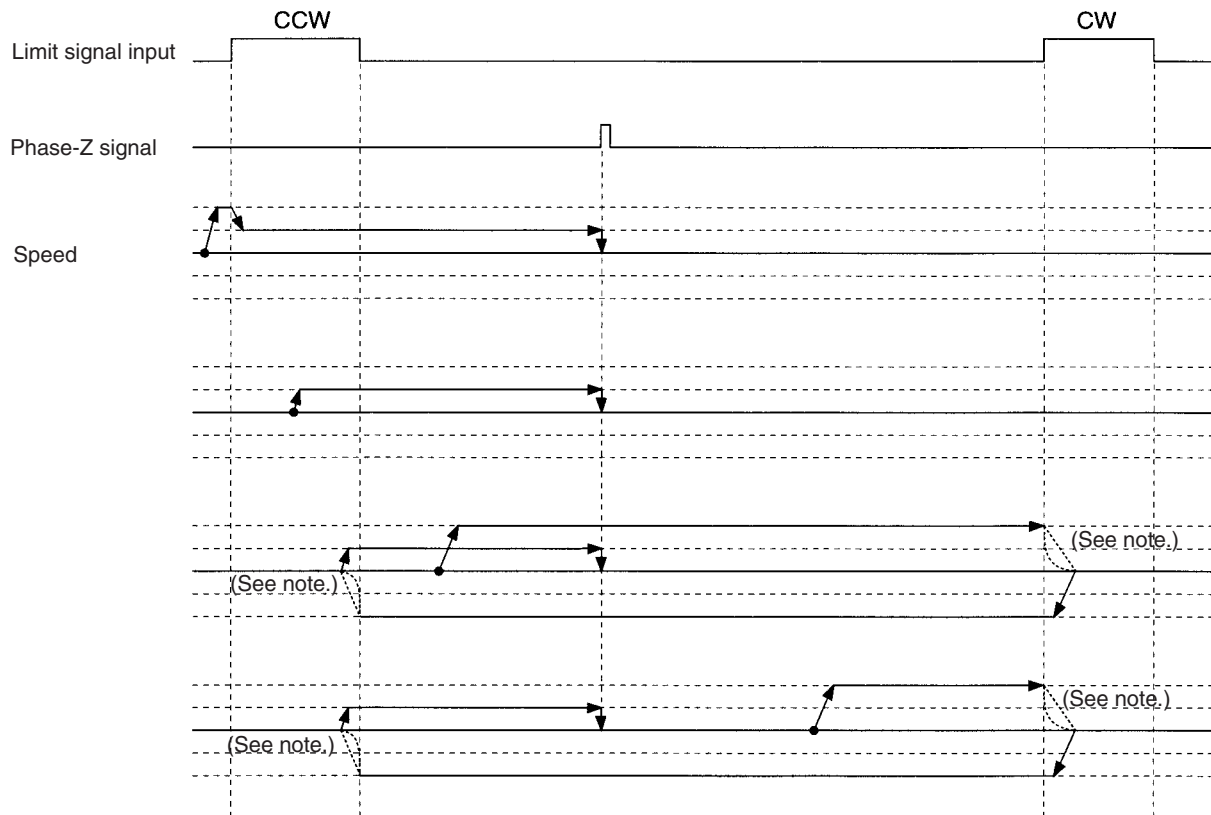 CCW
CW
Limit signal input
Phase-Z signal
Speed
(See note.)
(See note.)
(See note.)
(See note.)